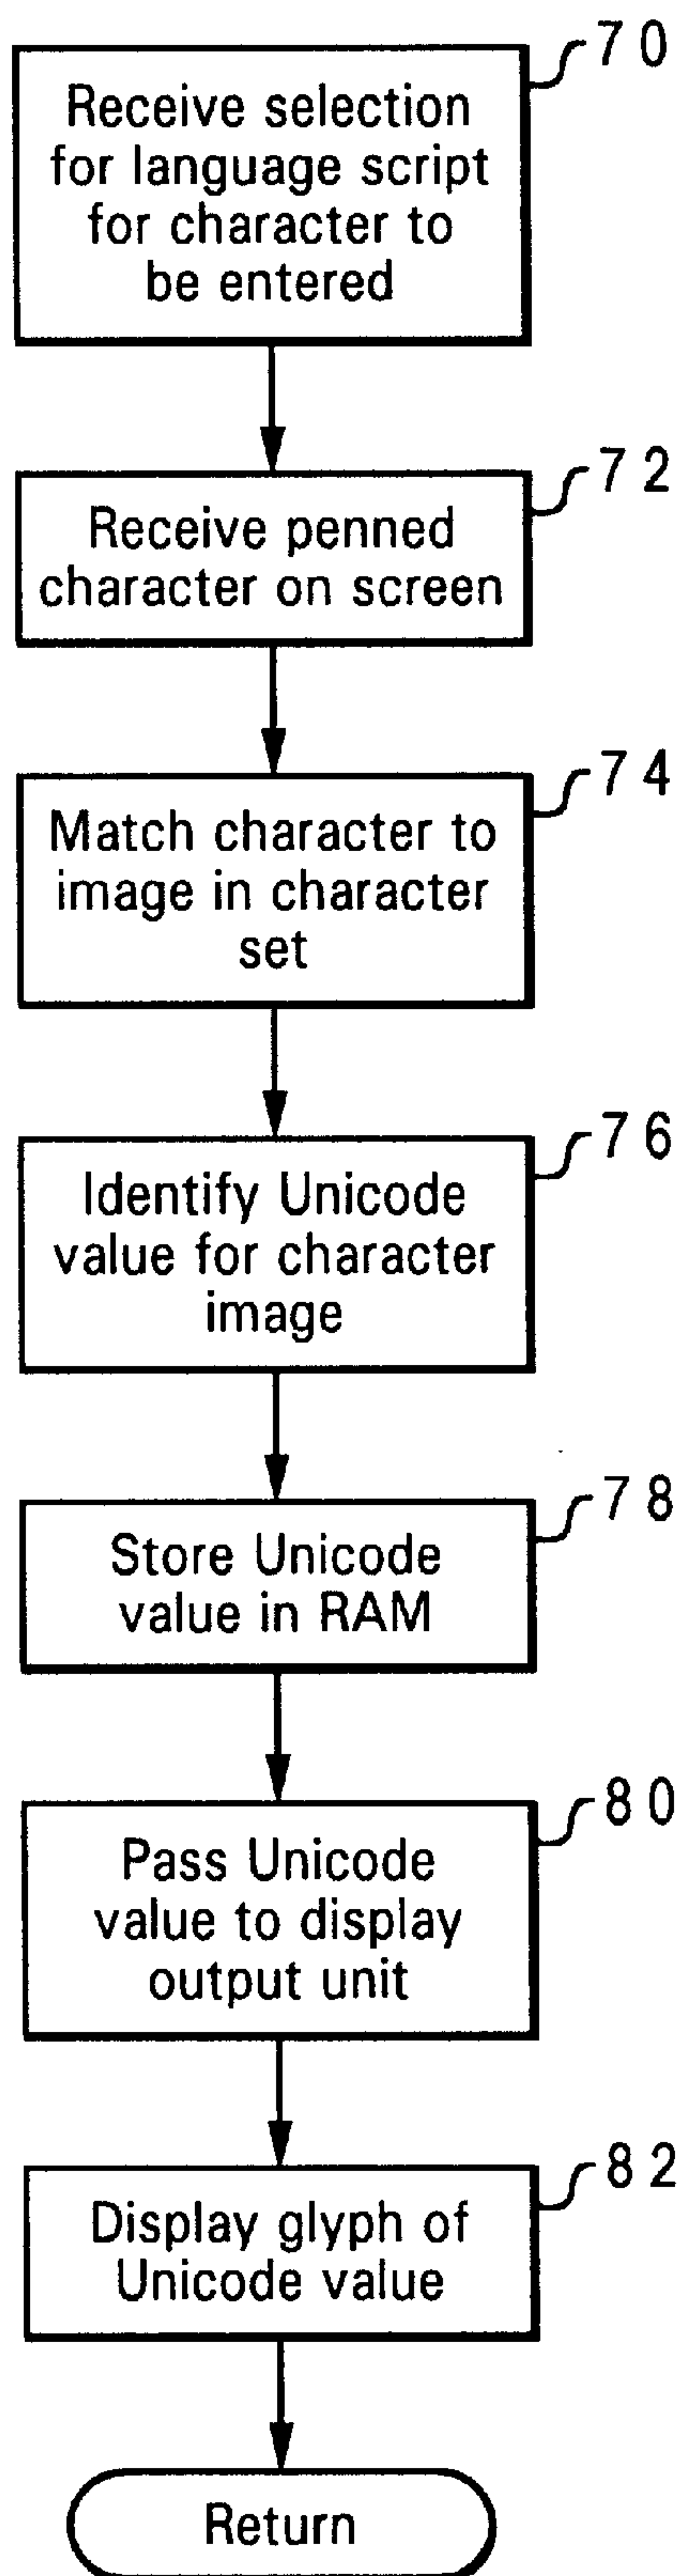 70
Receive selection
for language script
for character to
be entered
72
Receive penned
character on screen
74
Match character to
image in character
set
76
Identify Unicode
value for character
image
78
Store Unicode
value in RAM
80
Pass Unicode
value to display
output unit
82
Display glyph of
Unicode value
Return